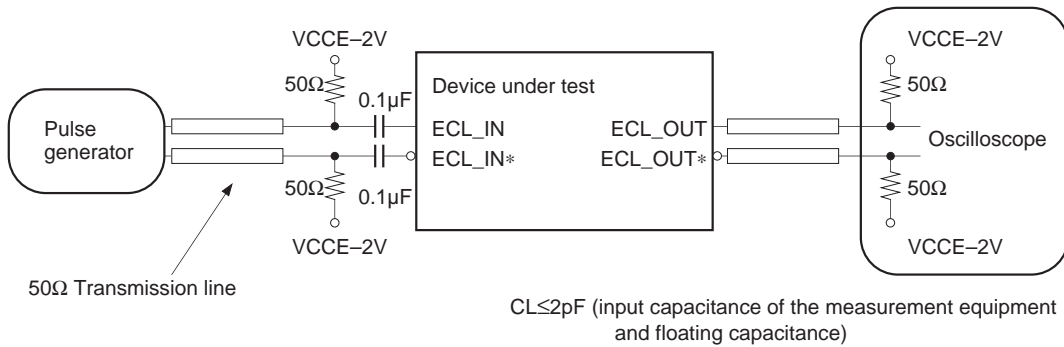 VCCE–2V
50Ω
0.1µF
Pulse
generator
50Ω
0.1µF
VCCE–2V
50Ω Transmission line
Device under test
ECL_IN
ECL_IN*
ECL_OUT
ECL_OUT*
VCCE–2V
50Ω
Oscilloscope
50Ω
VCCE–2V
CL≤2pF (input capacitance of the measurement equipment
and floating capacitance)